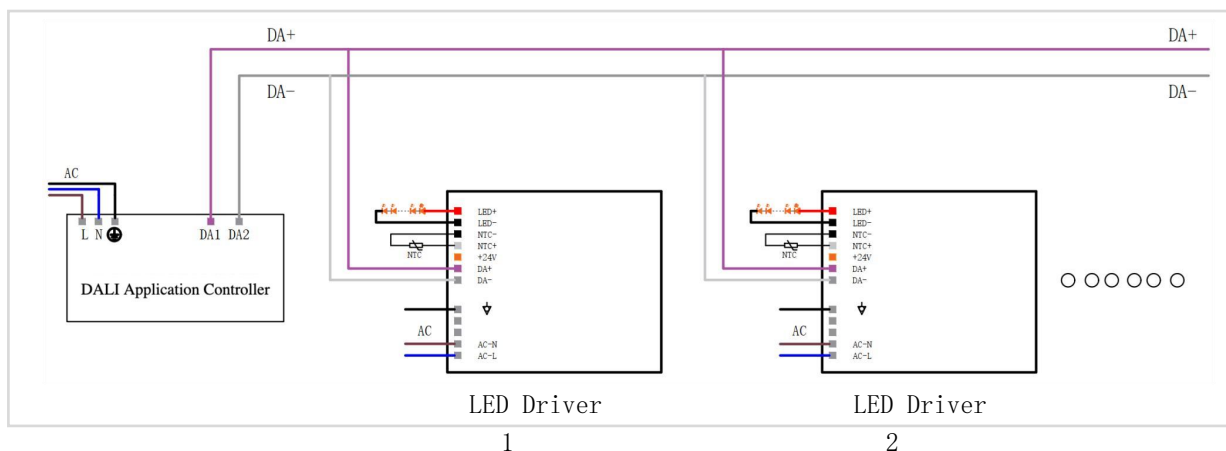 DA+ DA+
DA- DA-
AC
L N DA1 DA2
DALI Application Controller
LED+
LED-
NTC-
NTC+
+24V
DA+
DA-
NTC
AC
AC-N
AC-L
LED+
LED-
NTC-
NTC+
+24V
DA+
DA-
NTC
AC
AC-N
AC-L
LED Driver
1
LED Driver
2